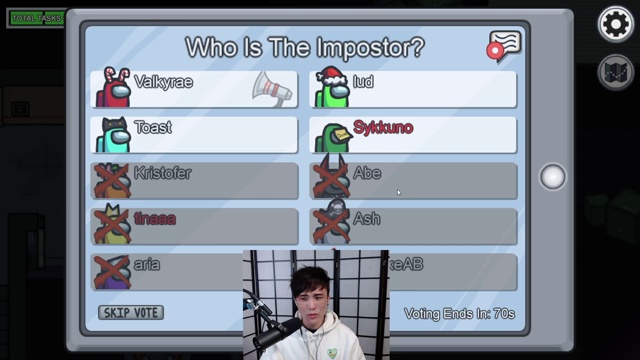 TOTAL TASKS
Who Is The Impostor?
Valkyrae
lud
Toast
Sykkuno
Kristofer
Abe
tinaaa
Ash
aria
keAB
SKIP VOTE
Voting Ends In: 70s